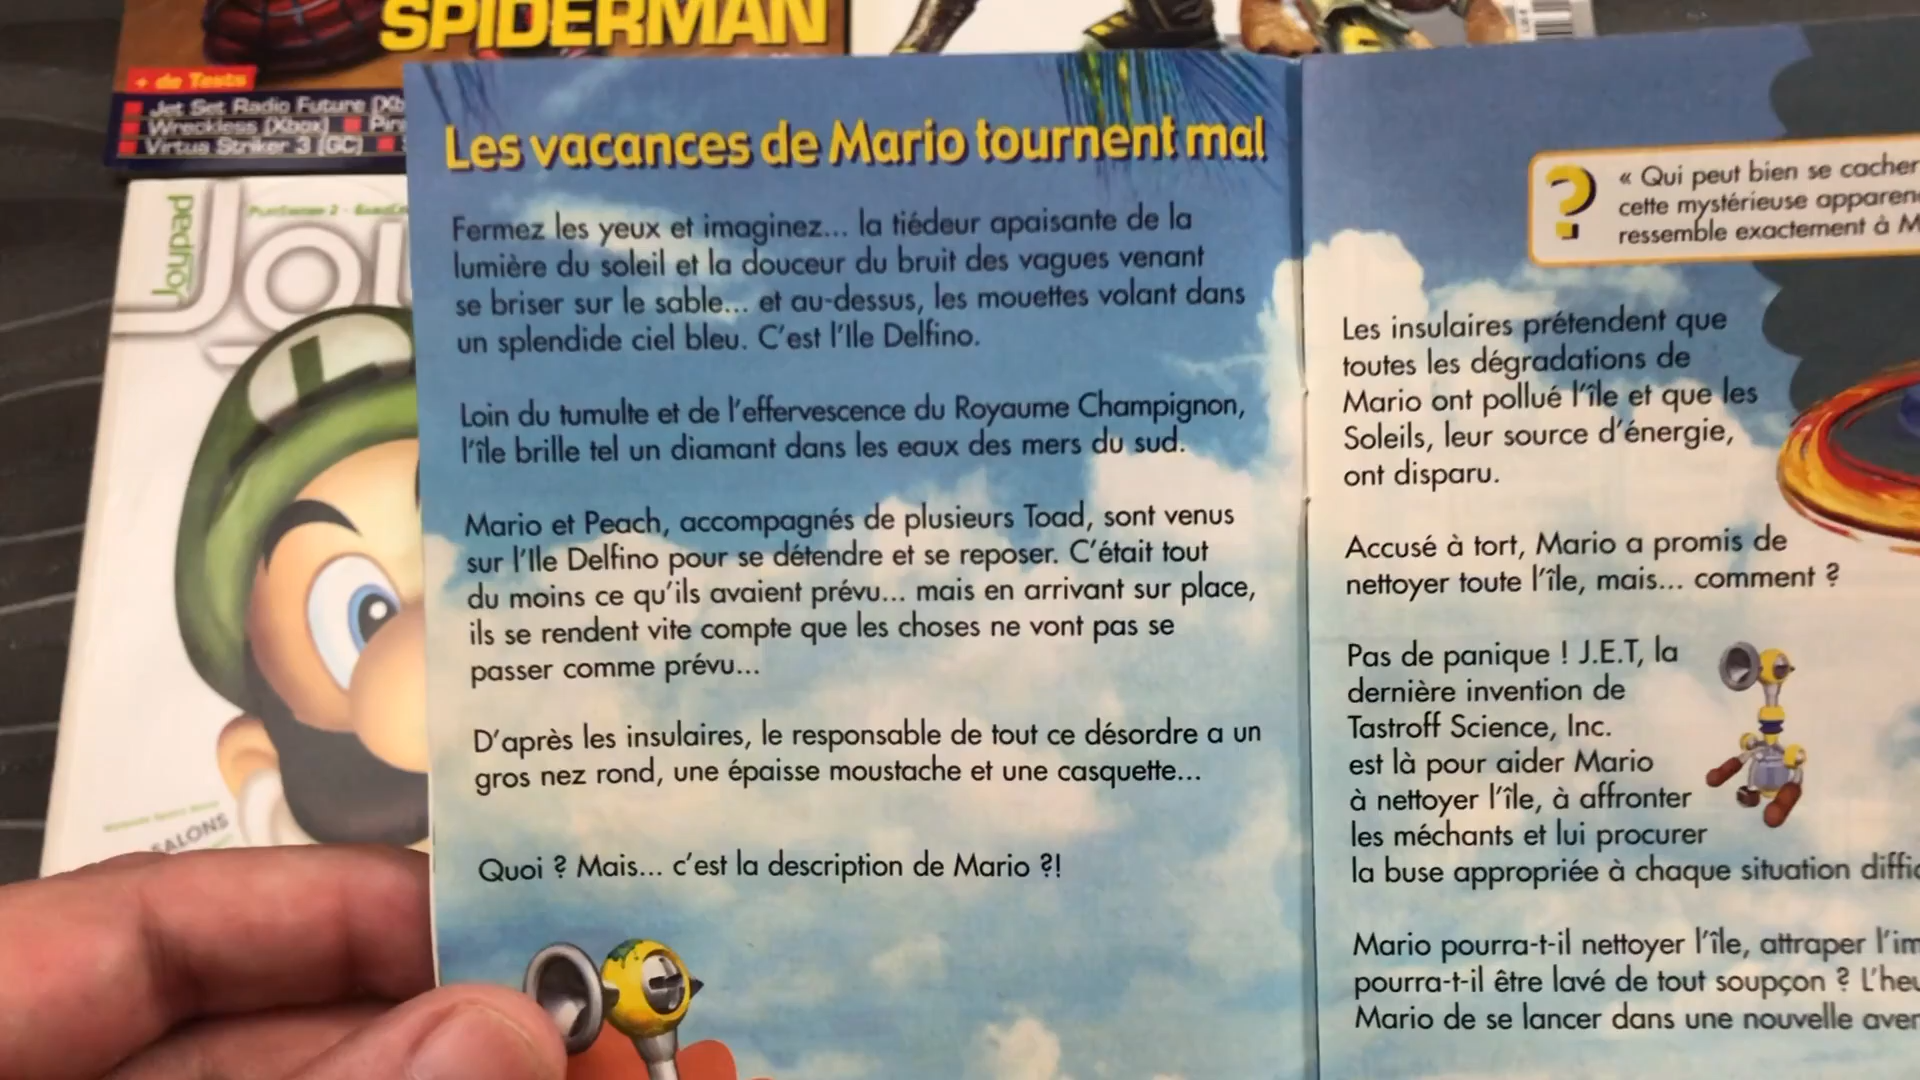 SPIDERMAN
+ de Tests
Jet Set Radio Future (Xb
Wreckless (Xbox)
Virtua Striker 3 (GC)
Joypad
JOY
SALONS
Les vacances de Mario tournent mal
Fermez les yeux et imaginez... la tiédeur apaisante de la
lumière du soleil et la douceur du bruit des vagues venant
se briser sur le sable... et au-dessus, les mouettes volant dans
un splendide ciel bleu. C'est l'Ile Delfino.
Loin du tumulte et de l'effervescence du Royaume Champignon,
l'île brille tel un diamant dans les eaux des mers du sud.
Mario et Peach, accompagnés de plusieurs Toad, sont venus
sur l'Ile Delfino pour se détendre et se reposer. C'était tout
du moins ce qu'ils avaient prévu... mais en arrivant sur place,
ils se rendent vite compte que les choses ne vont pas se
passer comme prévu...
D'après les insulaires, le responsable de tout ce désordre a un
gros nez rond, une épaisse moustache et une casquette...
Quoi ? Mais... c'est la description de Mario ?!
?
« Qui peut bien se cacher
cette mystérieuse apparen
ressemble exactement à M
Les insulaires prétendent que
toutes les dégradations de
Mario ont pollué l'île et que les
Soleils, leur source d'énergie,
ont disparu.
Accusé à tort, Mario a promis de
nettoyer toute l'île, mais... comment ?
Pas de panique ! J.E.T, la
dernière invention de
Tastroff Science, Inc.
est là pour aider Mario
à nettoyer l'île, à affronter
les méchants et lui procurer
la buse appropriée à chaque situation diffic
Mario pourra-t-il nettoyer l'île, attraper l'im
pourra-t-il être lavé de tout soupçon ? L'heu
Mario de se lancer dans une nouvelle aven